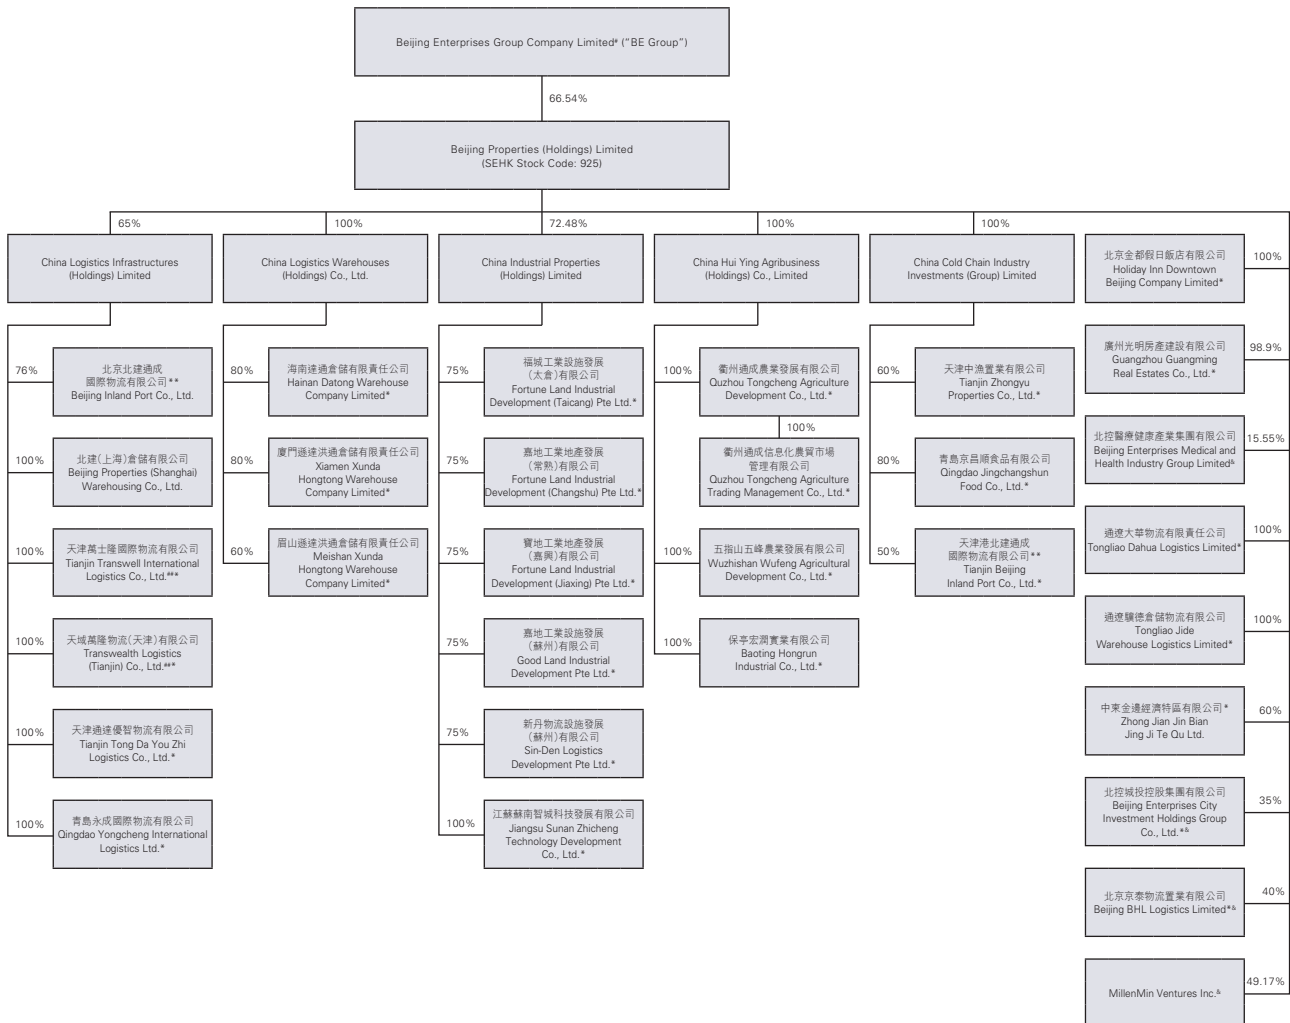 Beijing Enterprises Group Company Limited# (“BE Group”)
66.54%
Beijing Properties (Holdings) Limited
(SEHK Stock Code: 925)
65%
100%
72.48%
100%
100%
China Logistics Infrastructures
(Holdings) Limited
China Logistics Warehouses
(Holdings) Co., Ltd.
China Industrial Properties
(Holdings) Limited
China Hui Ying Agribusiness
(Holdings) Co., Limited
China Cold Chain Industry
Investments (Group) Limited
76%
北京北建通成
國際物流有限公司**
Beijing Inland Port Co., Ltd.
100%
北建(上海)倉儲有限公司
Beijing Properties (Shanghai)
Warehousing Co., Ltd.
100%
天津萬士隆國際物流有限公司
Tianjin Transwell International
Logistics Co., Ltd.##*
100%
天域萬隆物流(天津)有限公司
Transwealth Logistics
(Tianjin) Co., Ltd.##*
100%
天津通達優智物流有限公司
Tianjin Tong Da You Zhi
Logistics Co., Ltd.*
100%
青島永成國際物流有限公司
Qingdao Yongcheng International
Logistics Ltd.*
80%
海南達通倉儲有限責任公司
Hainan Datong Warehouse
Company Limited*
80%
廈門遜達洪通倉儲有限責任公司
Xiamen Xunda
Hongtong Warehouse
Company Limited*
60%
眉山遜達洪通倉儲有限責任公司
Meishan Xunda
Hongtong Warehouse
Company Limited*
75%
福城工業設施發展
(太倉)有限公司
Fortune Land Industrial
Development (Taicang) Pte Ltd.*
75%
嘉地工業地產發展
(常熟)有限公司
Fortune Land Industrial
Development (Changshu) Pte Ltd.*
75%
寶地工業地產發展
(嘉興)有限公司
Fortune Land Industrial
Development (Jiaxing) Pte Ltd.*
75%
嘉地工業設施發展
(蘇州)有限公司
Good Land Industrial
Development Pte Ltd.*
75%
新丹物流設施發展
(蘇州)有限公司
Sin-Den Logistics
Development Pte Ltd.*
100%
江蘇蘇南智城科技發展有限公司
Jiangsu Sunan Zhicheng
Technology Development
Co., Ltd.*
100%
衢州通成農業發展有限公司
Quzhou Tongcheng Agriculture
Development Co., Ltd.*
100%
衢州通成信息化農貿市場
管理有限公司
Quzhou Tongcheng Agriculture
Trading Management Co., Ltd.*
100%
五指山五峰農業發展有限公司
Wuzhishan Wufeng Agricultural
Development Co., Ltd.*
100%
保亭宏潤實業有限公司
Baoting Hongrun
Industrial Co., Ltd.*
60%
天津中漁置業有限公司
Tianjin Zhongyu
Properties Co., Ltd.*
80%
青島京昌順食品有限公司
Qingdao Jingchangshun
Food Co., Ltd.*
50%
天津港北建通成
國際物流有限公司**
Tianjin Beijing
Inland Port Co., Ltd.*
北京金都假日飯店有限公司
Holiday Inn Downtown
Beijing Company Limited*
100%
廣州光明房產建設有限公司
Guangzhou Guangming
Real Estates Co., Ltd.*
98.9%
北控醫療健康產業集團有限公司
Beijing Enterprises Medical and
Health Industry Group Limited&
15.55%
通遼大華物流有限責任公司
Tongliao Dahua Logistics Limited*
100%
通遼驥德倉儲物流有限公司
Tongliao Jide
Warehouse Logistics Limited*
100%
中柬金邊經濟特區有限公司*
Zhong Jian Jin Bian
Jing Ji Te Qu Ltd.
60%
北控城投控股集團有限公司
Beijing Enterprises City
Investment Holdings Group
Co., Ltd.*&
35%
北京京泰物流置業有限公司
Beijing BHL Logistics Limited*&
40%
MillenMin Ventures Inc.&
49.17%